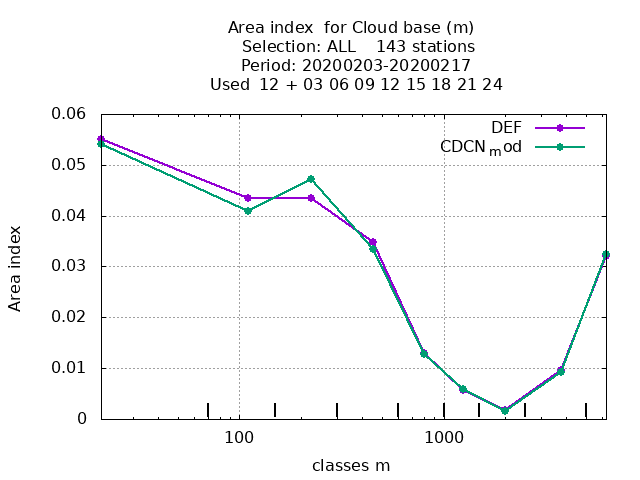 Area index  for Cloud base (m)
Selection: ALL    143 stations
Period: 20200203-20200217
Used  12 + 03 06 09 12 15 18 21 24
DEF
CDCNmod
0.06
0.05
0.04
0.03
0.02
0.01
0
Area index
100
1000
classes m